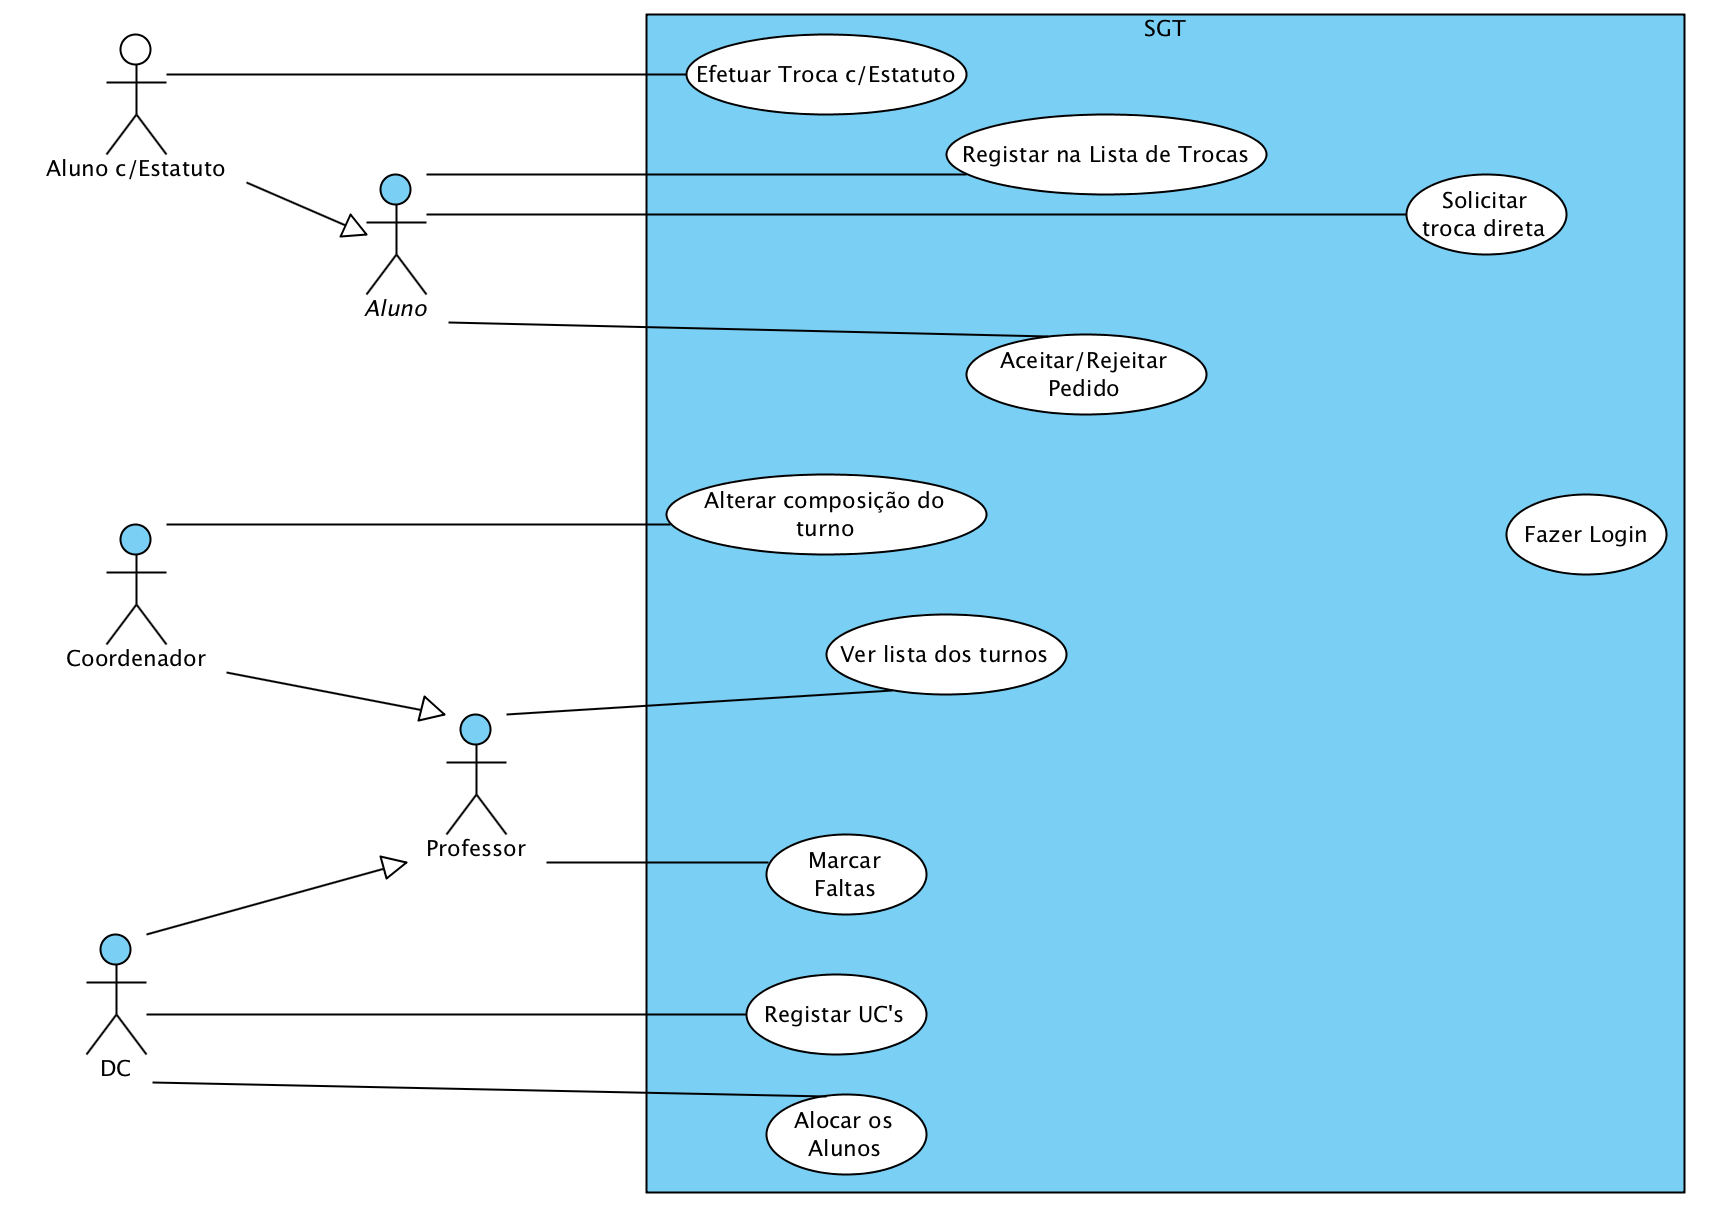 SGT
Efetuar Troca c/Estatuto
Aluno c/Estatuto
Registar na Lista de Trocas
Solicitar
troca direta
Aluno
Aceitar/Rejeitar
Pedido
Alterar composição do
turno
Fazer Login
Coordenador
Ver lista dos turnos
Professor
Marcar
Faltas
Registar UC's
DC
Alocar os
Alunos